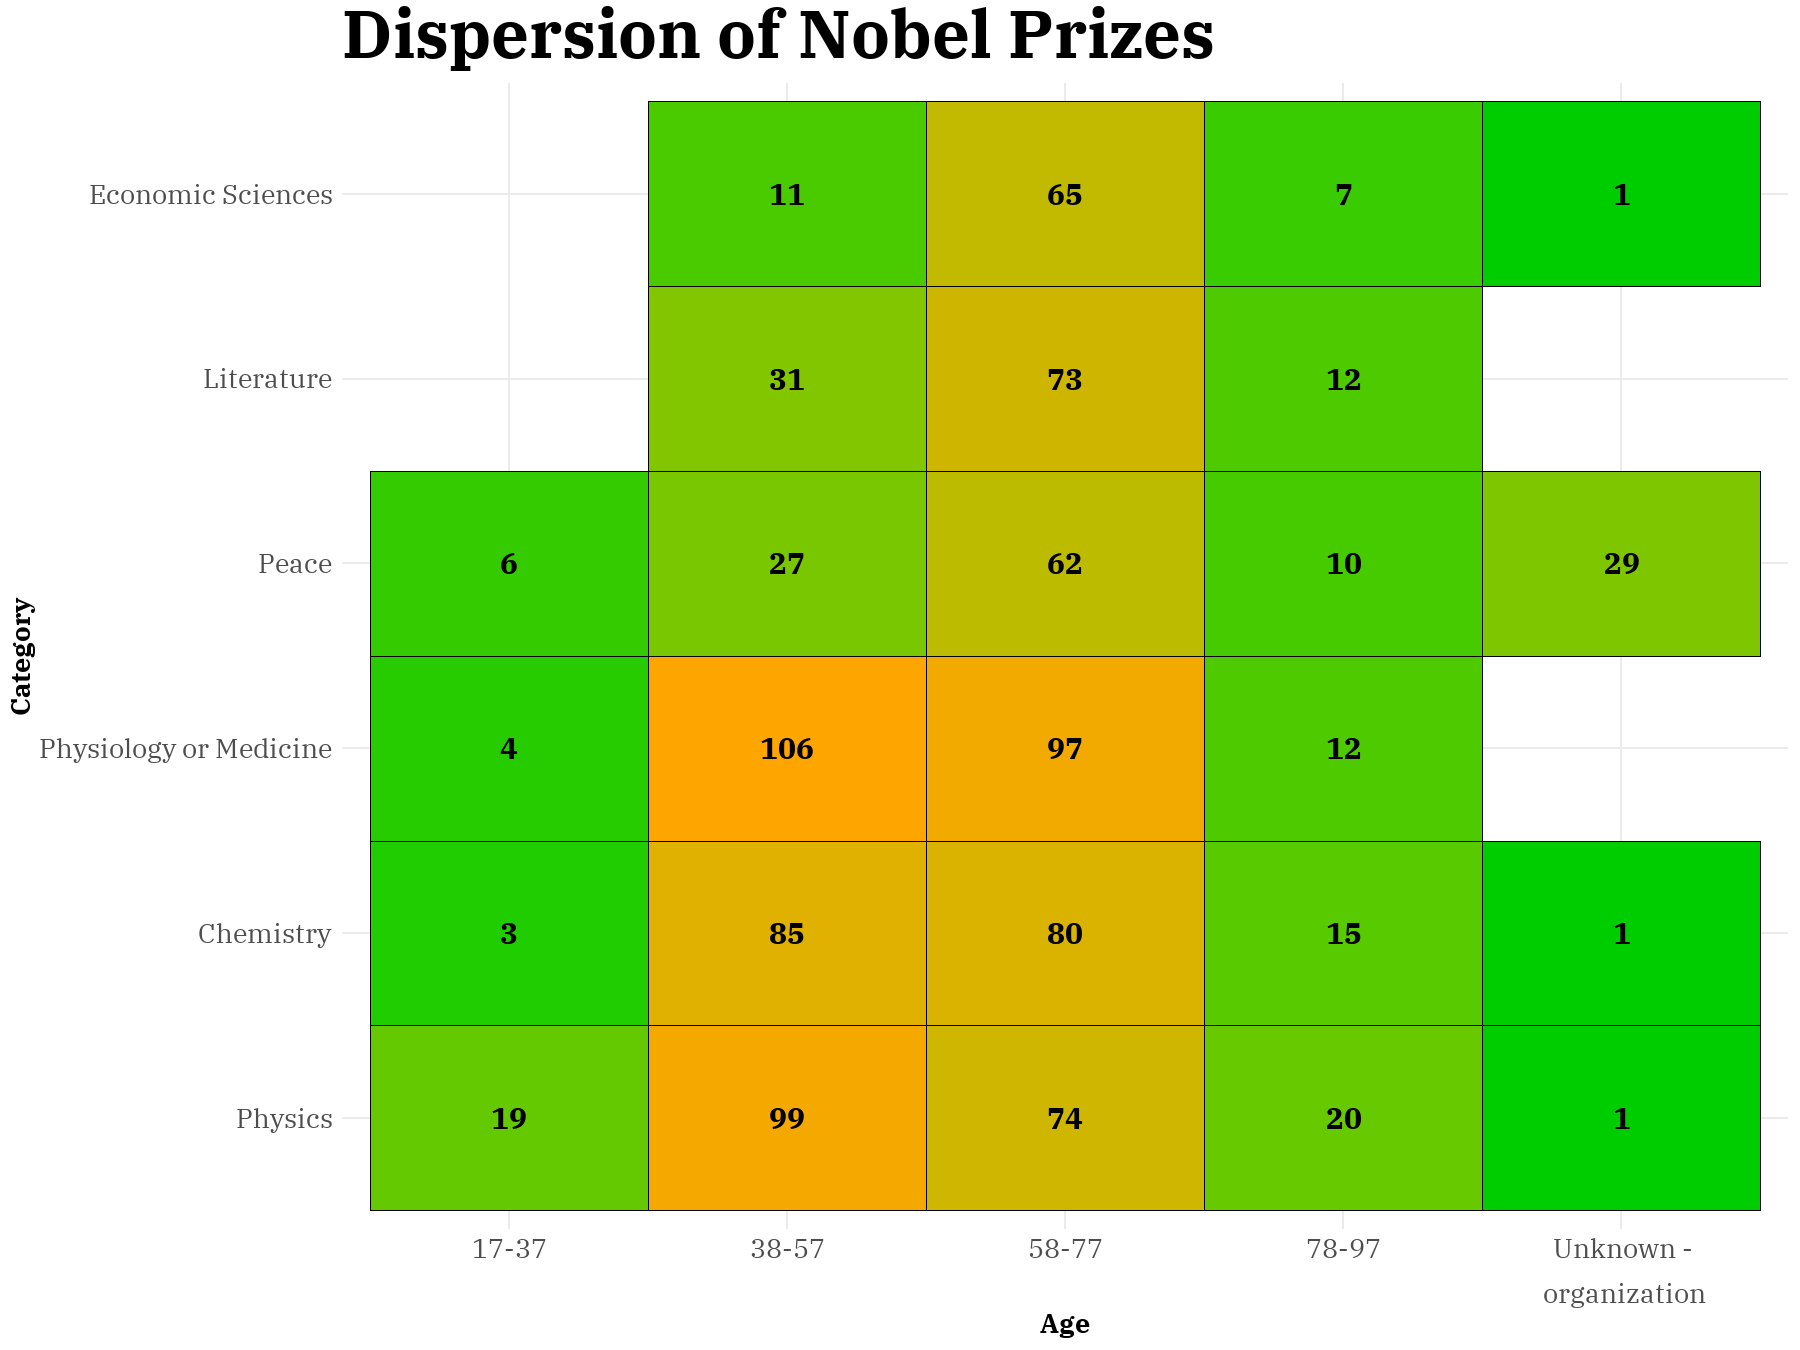 Dispersion of Nobel Prizes
Category
Economic Sciences 11 65 7 1
Literature 31 73 12
Peace 6 27 62 10 29
Physiology or Medicine 4 106 97 12
Chemistry 3 85 80 15 1
Physics 19 99 74 20 1
17-37 38-57 58-77 78-97 Unknown -
organization
Age